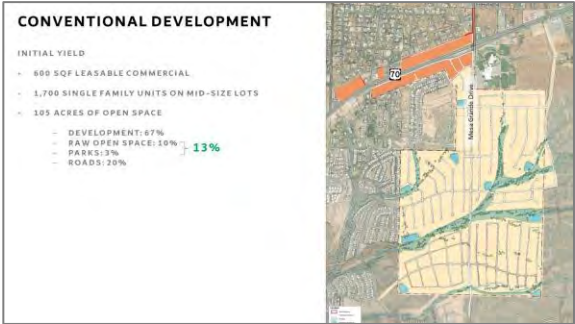 CONVENTIONAL DEVELOPMENT
INITIAL YIELD
- 600 SQF LEASABLE COMMERCIAL
- 1,700 SINGLE FAMILY UNITS ON MID-SIZE LOTS
- 105 ACRES OF OPEN SPACE
– DEVELOPMENT: 67%
– RAW OPEN SPACE: 10%
– PARKS: 3%
– ROADS: 20%
13%
70
Mesa Grande Drive